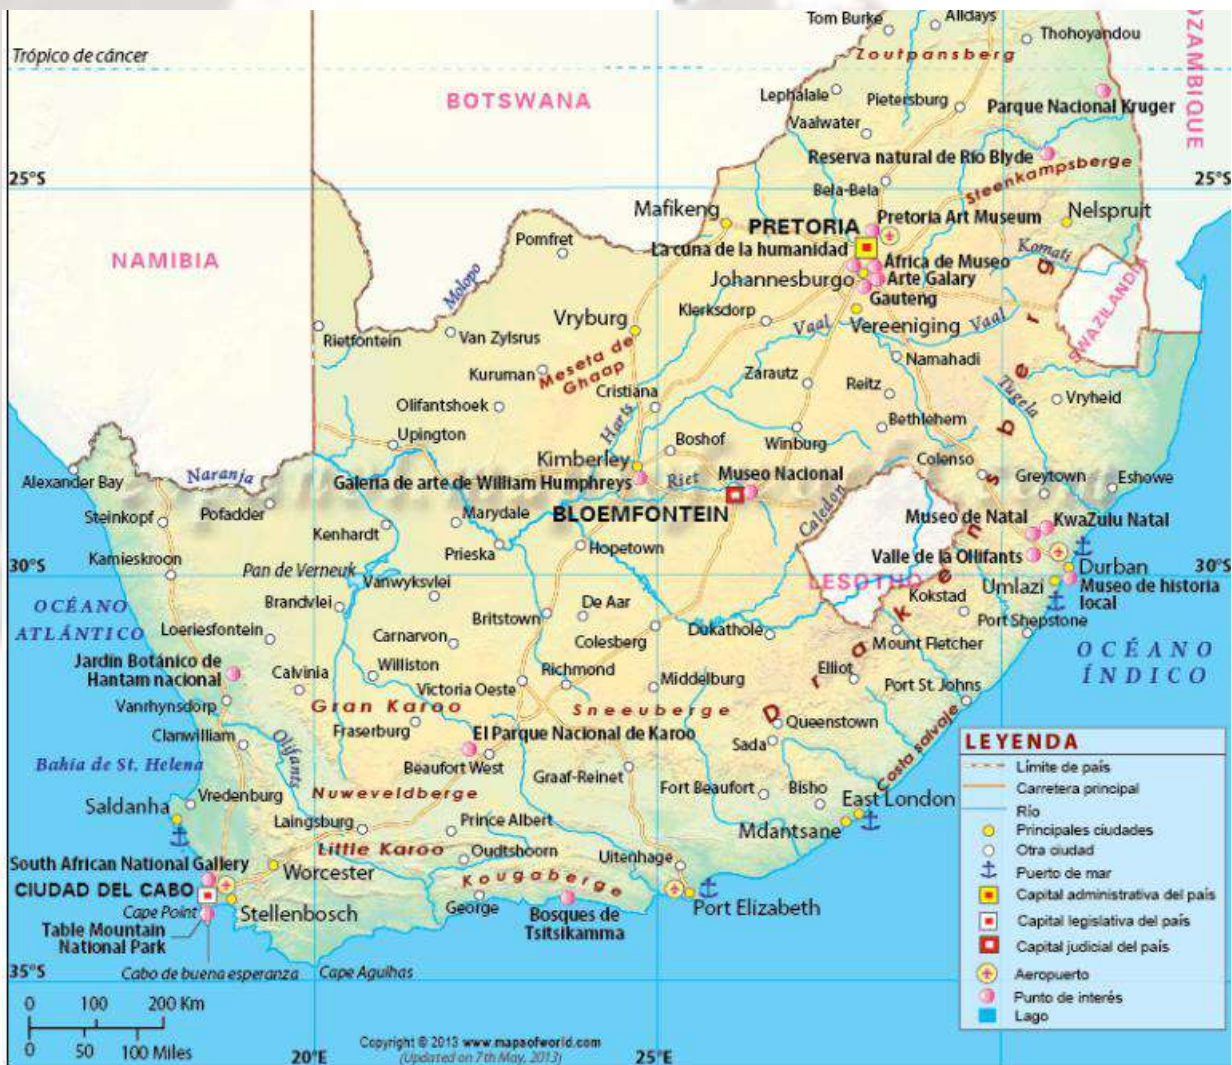 Tom Burke
Alldays
Thohoyandou
MOZAMBIQUE
Trópico de cáncer
Zoutpansberg
BOTSWANA
Lephalale
Pietersburg
Parque Nacional Kruger
Vaalwater
Reserva natural de Río Blyde
Steenkampsberge
25°S
25°S
Bela-Bela
Mafikeng
Nelspruit
PRETORIA
Pretoria Art Museum
La cuna de la humanidad
Komati
Pomfret
NAMIBIA
África de Museo
Johannesburgo
Arte Galary
Gauteng
Molopo
SWAZILANDIA
Klerksdorp
Vaal
Vereeniging
Vaal
Vryburg
Rietfontein
Van Zylsrus
Namahadi
Meseta de
Ghaap
Kuruman
Zarautz
Reitz
Tugela
Vryheid
Cristiana
Olifantshoek
Harts
Bethlehem
Upington
Boshof
Winburg
Kimberley
Colenso
Greytown
Eshowe
Naranja
Alexander Bay
Riet
Museo Nacional
Galeria de arte de William Humphreys
Caledon
BLOEMFONTEIN
Steinkopf
Pofadder
Marydale
Museo de Natal
KwaZulu Natal
Kenhardt
Prieska
Hopetown
Valle de la Ollifants
Kamieskroon
Durban
Pan de Verneuk
Vanwyksvlei
LESOTHO
30°S
30°S
Umlazi
Museo de historia
local
Kokstad
OCÉANO
ATLÁNTICO
Brandvlei
Britstown
De Aar
Port Shepstone
Loeriesfontein
Carnarvon
Colesberg
Dukathole
Mount Fletcher
OCÉANO
ÍNDICO
Jardín Botánico de
Hantam nacional
Calvinia
Williston
Richmond
Middelburg
Elliot
Victoria Oeste
Port St. Johns
Vanrhynsdorp
Gran Karoo
Sneeuberge
Drakensberg
Fraserburg
Queenstown
Clanwilliam
Olifants
El Parque Nacional de Karoo
Sada
Costa salvaje
Bahía de St. Helena
Beaufort West
Graaf-Reinet
Nuweveldberge
Fort Beaufort
Bisho
East London
Saldanha
Vredenburg
Laingsburg
Prince Albert
Mdantsane
Little Karoo
Oudtshoorn
Uitenhage
South African National Gallery
Worcester
Kougaberge
CIUDAD DEL CABO
Cape Point
Stellenbosch
George
Bosques de
Tsitsikamma
Port Elizabeth
Table Mountain
National Park
35°S
Cabo de buena esperanza
Cape Agulhas
LEYENDA
Límite de país
Carretera principal
Río
Principales ciudades
Otra ciudad
Puerto de mar
Capital administrativa del país
Capital legislativa del país
Capital judicial del país
Aeropuerto
Punto de interés
Lago
0 100 200 Km
0 50 100 Miles
20°E
25°E
Copyright © 2013 www.mapaofworld.com
(Updated on 7th May, 2013)